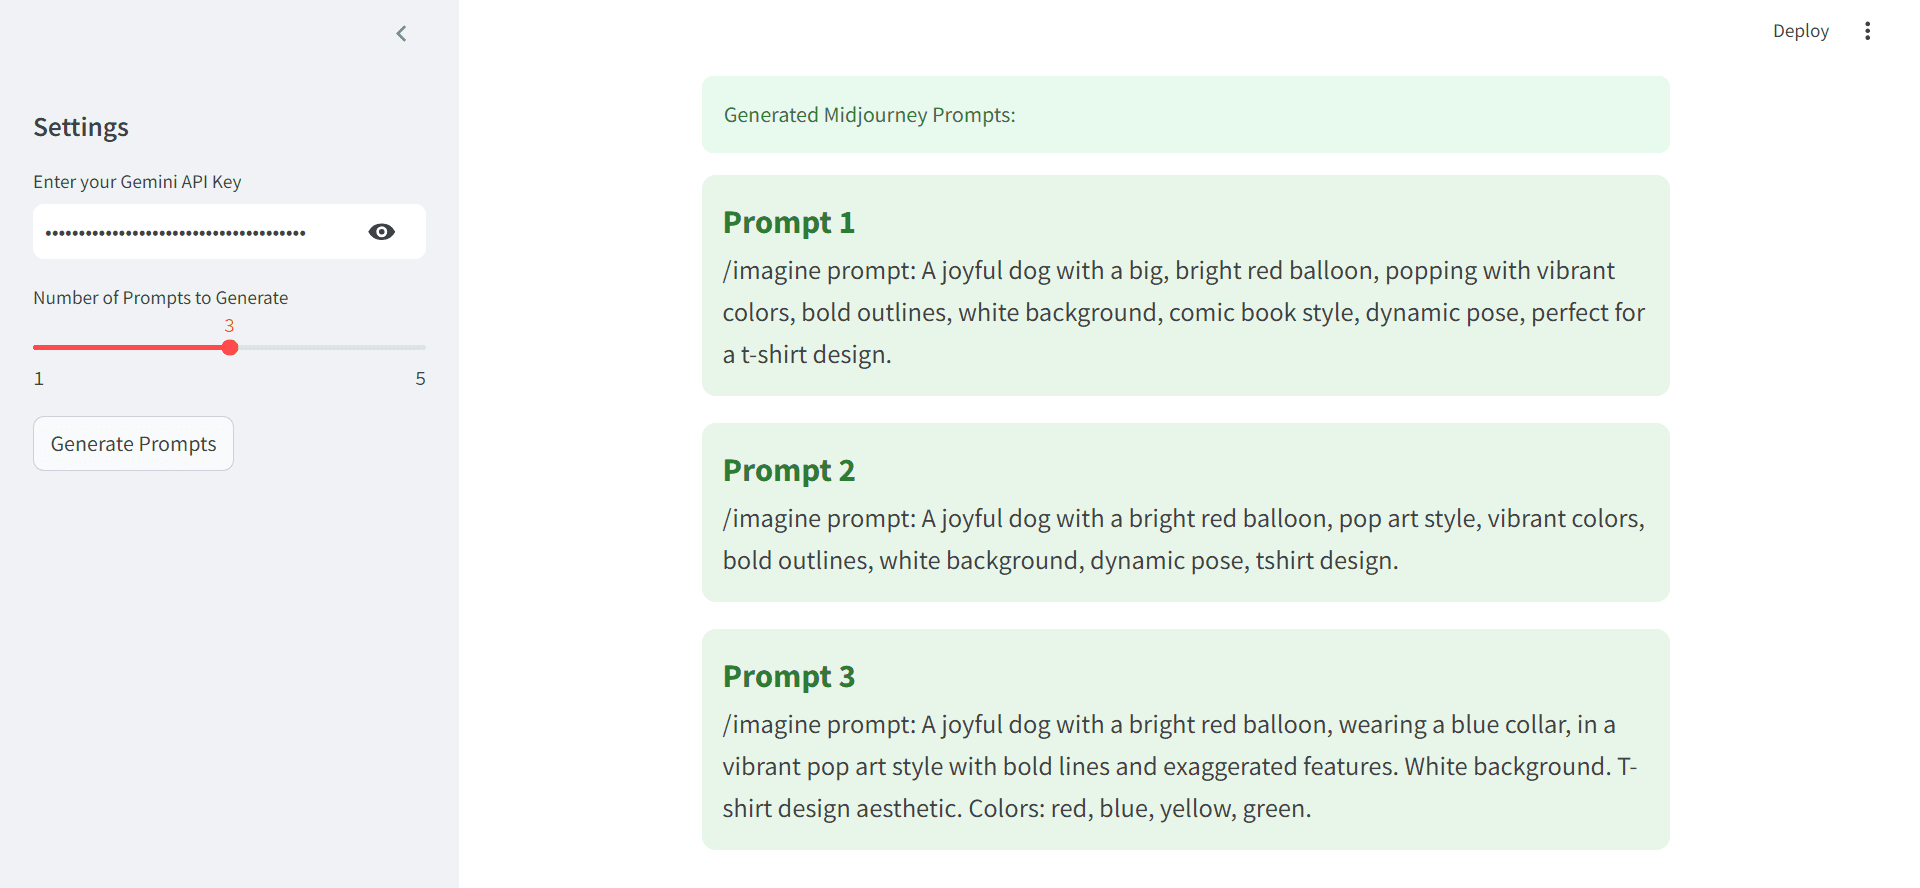 Deploy
Settings
Enter your Gemini API Key
•••••••••••••••••••••••••••••••••••••••
Number of Prompts to Generate
3
1 5
Generate Prompts
Generated Midjourney Prompts:
Prompt 1
/imagine prompt: A joyful dog with a big, bright red balloon, popping with vibrant
colors, bold outlines, white background, comic book style, dynamic pose, perfect for
a t-shirt design.
Prompt 2
/imagine prompt: A joyful dog with a bright red balloon, pop art style, vibrant colors,
bold outlines, white background, dynamic pose, tshirt design.
Prompt 3
/imagine prompt: A joyful dog with a bright red balloon, wearing a blue collar, in a
vibrant pop art style with bold lines and exaggerated features. White background. T-
shirt design aesthetic. Colors: red, blue, yellow, green.